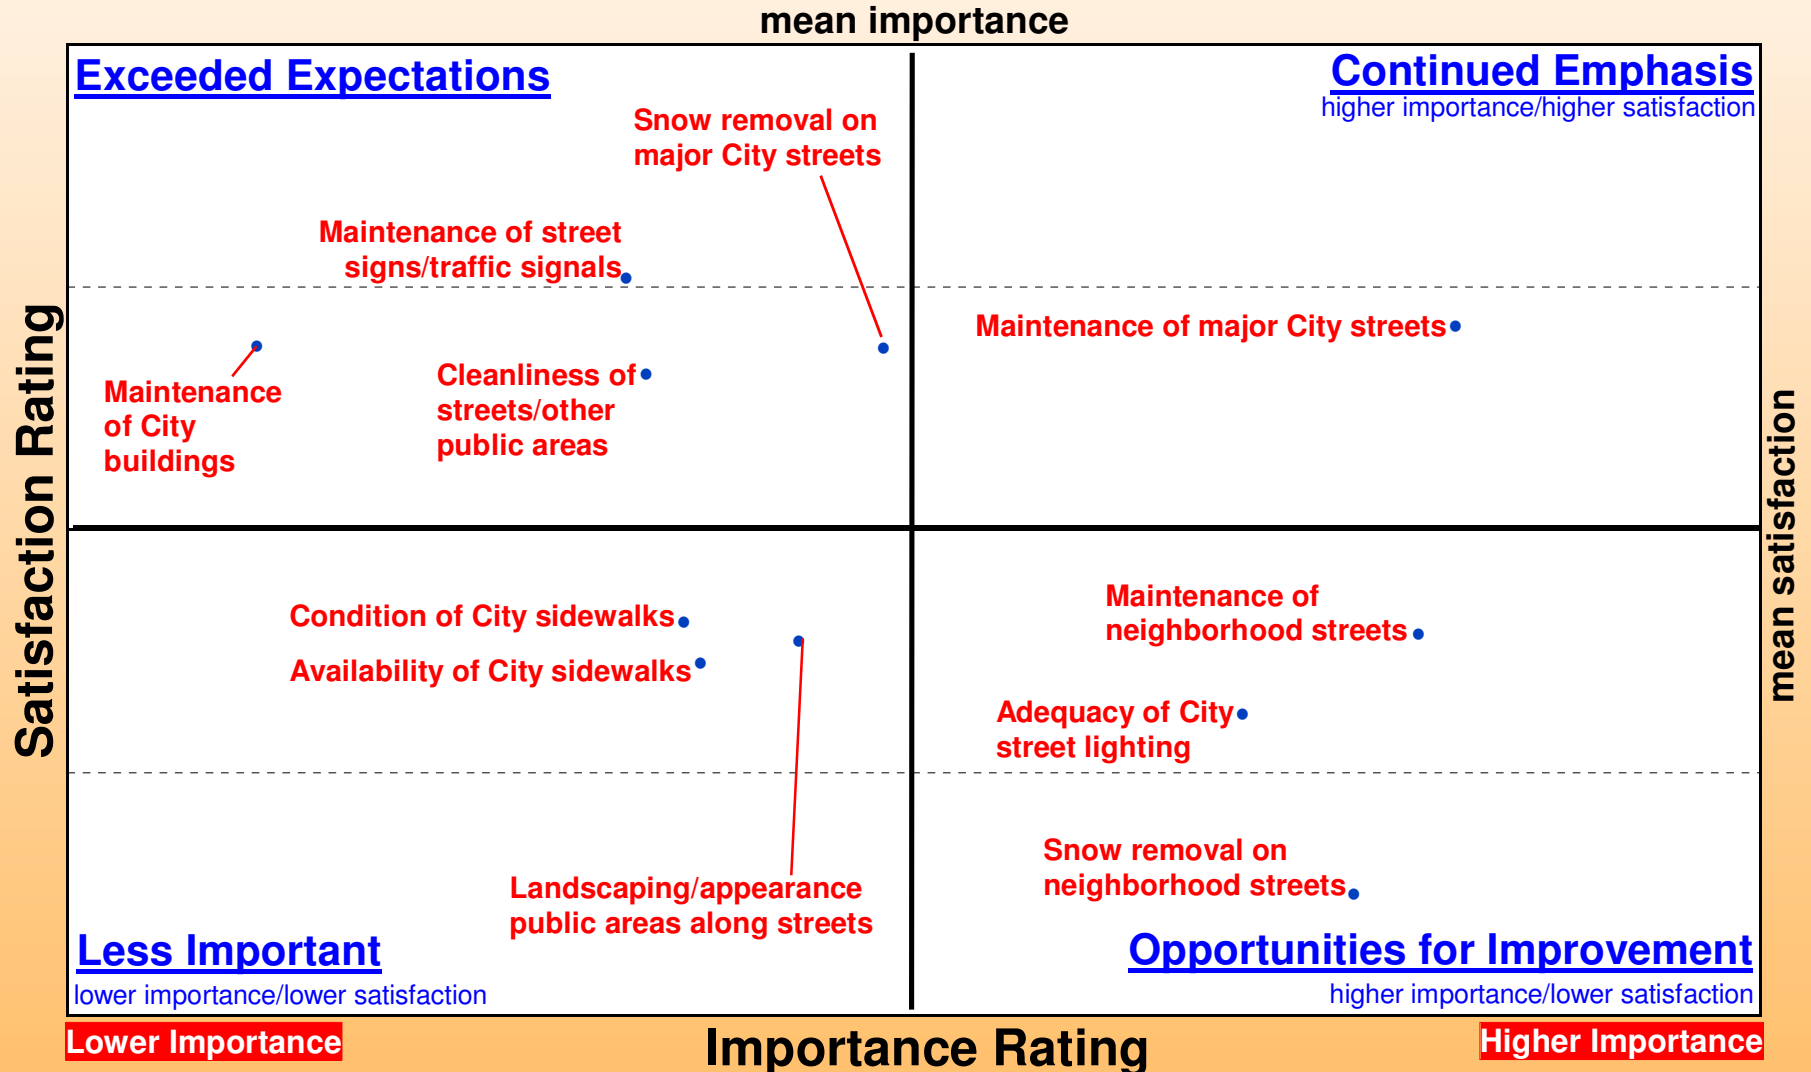 mean importance
Exceeded Expectations
Continued Emphasis
higher importance/higher satisfaction
Snow removal on
major City streets
Maintenance of street
signs/traffic signals
Maintenance of major City streets
Maintenance
of City
buildings
Cleanliness of
streets/other
public areas
Satisfaction Rating
mean satisfaction
Condition of City sidewalks
Availability of City sidewalks
Landscaping/appearance
public areas along streets
Maintenance of
neighborhood streets
Adequacy of City
street lighting
Snow removal on
neighborhood streets
Less Important
lower importance/lower satisfaction
Opportunities for Improvement
higher importance/lower satisfaction
Lower Importance
Importance Rating
Higher Importance